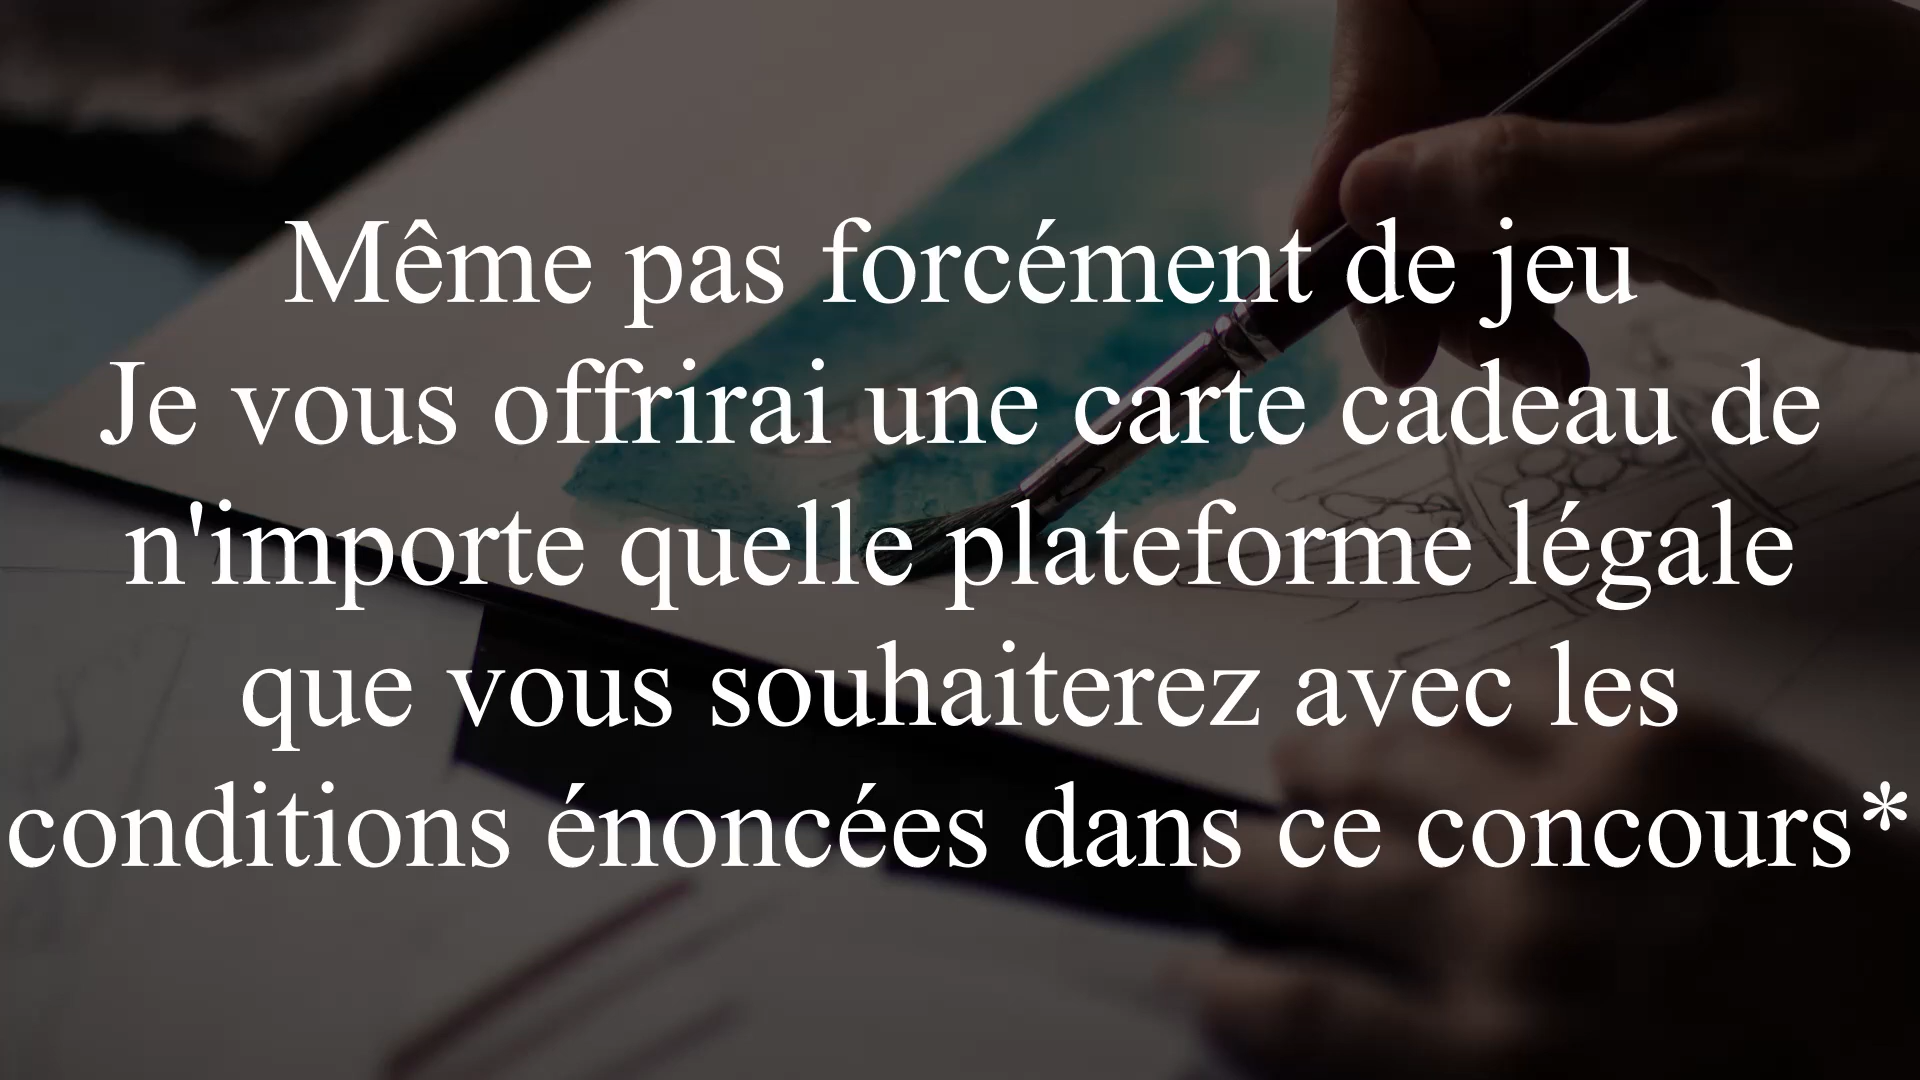 Même pas forcément de jeu
Je vous offrirai une carte cadeau de
n'importe quelle plateforme légale
que vous souhaiterez avec les
conditions énoncées dans ce concours*